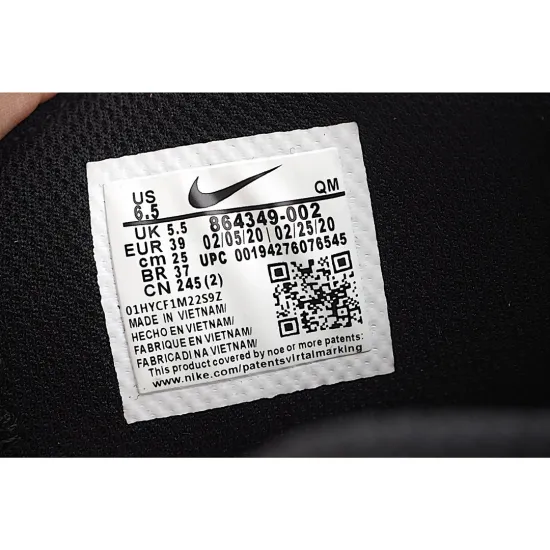 US
6.5
UK 5.5
EUR 39
cm 25
BR 37
CN 245 (2)
QM
864349-002
02/05/20 | 02/25/20
UPC 00194276076545
01HYCF1M22S9Z
MADE IN VIETNAM/
HECHO EN VIETNAM/
FABRIQUE EN VIETNAM/
FABRICADI NA VIETNAM/
This product covered by noe or more patents:
www.nike.com/patentsvlrtalmarking